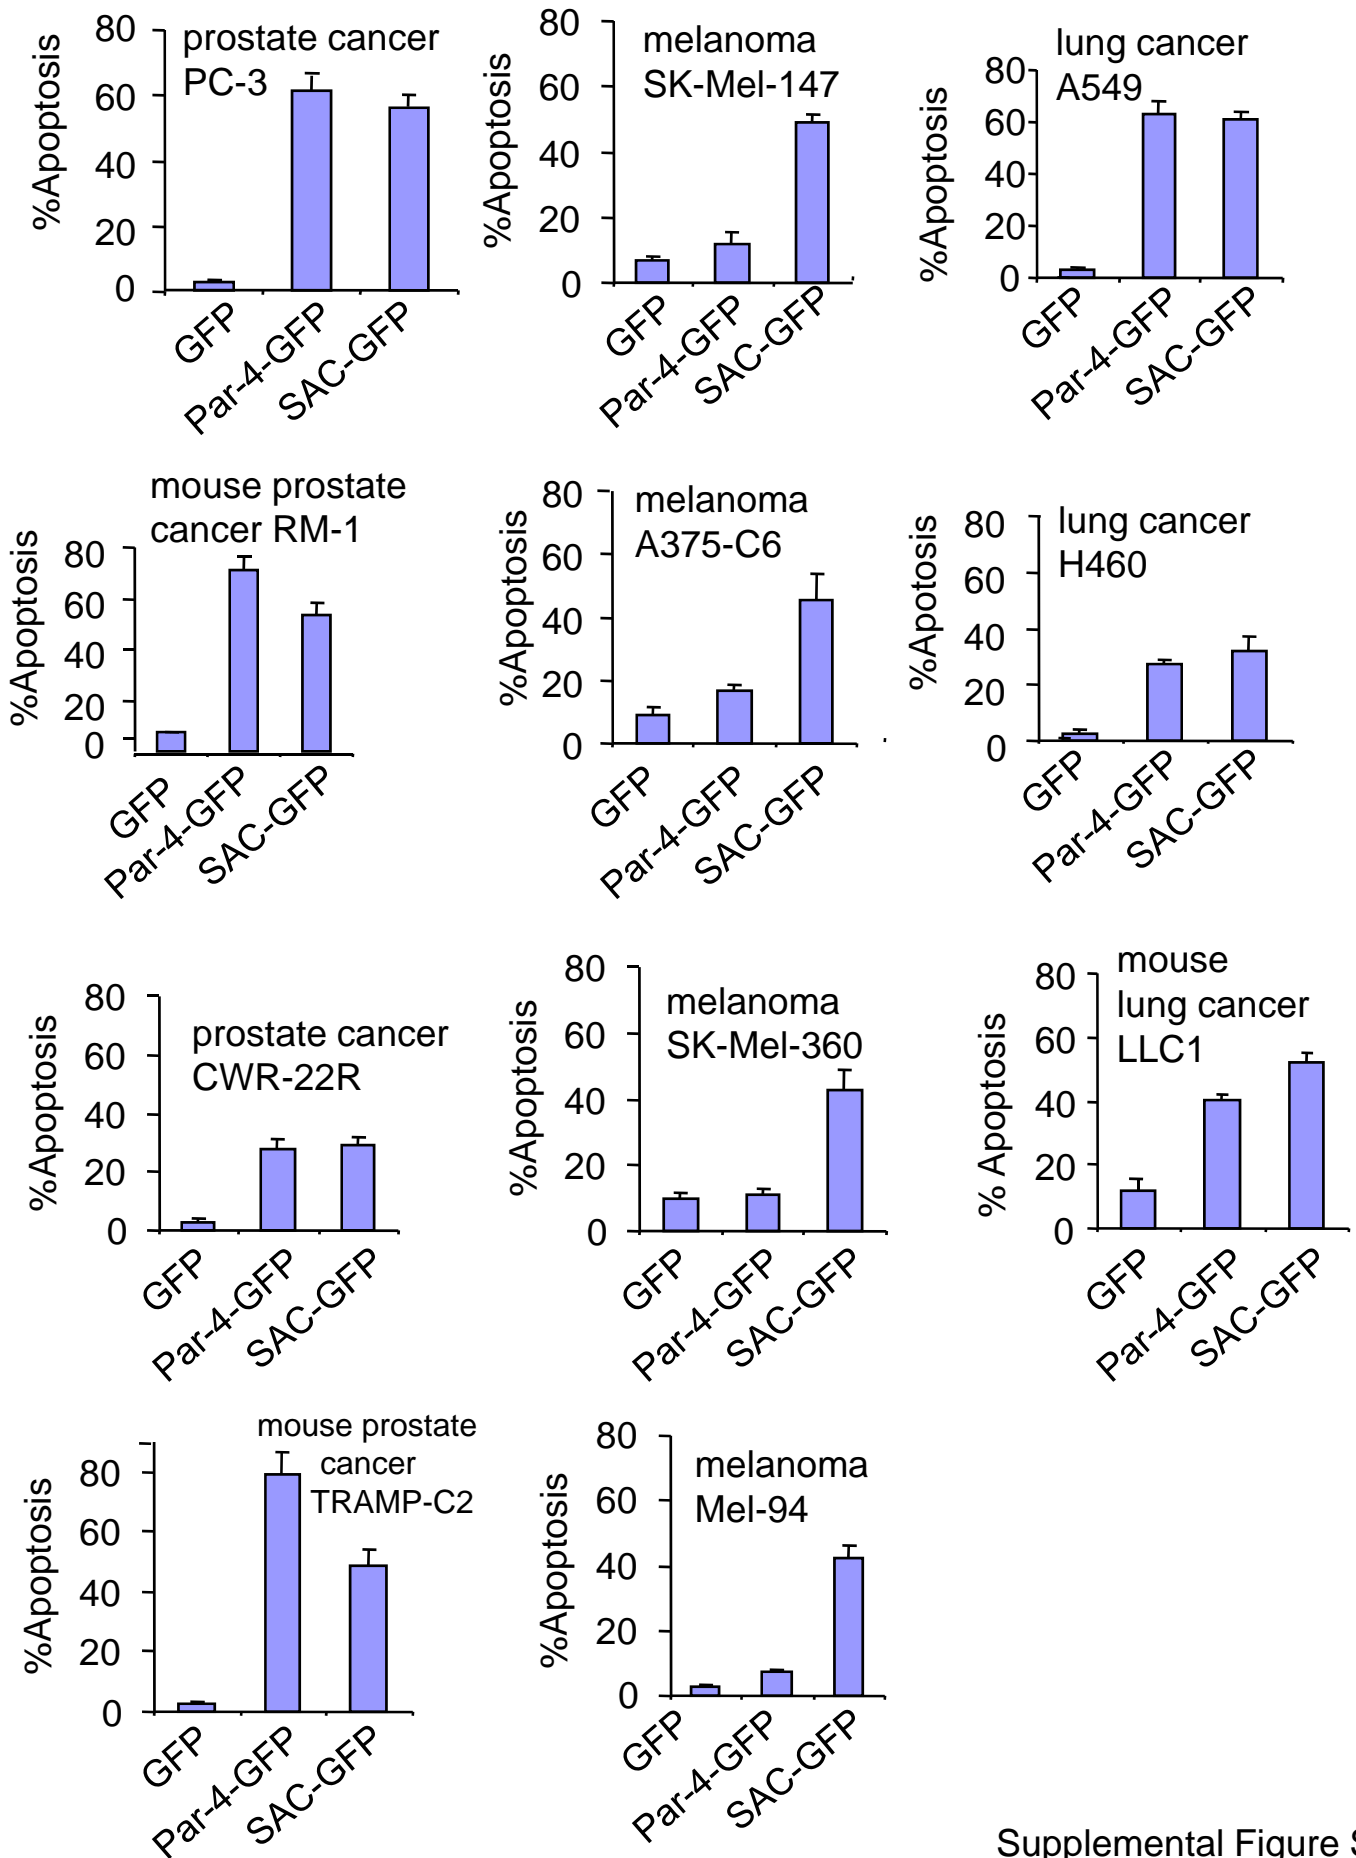 prostate cancer
PC-3
%Apoptosis
80
60
40
20
0
GFP
Par-4-GFP
SAC-GFP
melanoma
SK-Mel-147
%Apoptosis
80
60
40
20
0
GFP
Par-4-GFP
SAC-GFP
lung cancer
A549
%Apoptosis
80
60
40
20
0
GFP
Par-4-GFP
SAC-GFP
mouse prostate
cancer RM-1
%Apoptosis
80
60
40
20
0
GFP
Par-4-GFP
SAC-GFP
melanoma
A375-C6
%Apoptosis
80
60
40
20
0
GFP
Par-4-GFP
SAC-GFP
lung cancer
H460
%Apotosis
80
60
40
20
0
GFP
Par-4-GFP
SAC-GFP
prostate cancer
CWR-22R
%Apoptosis
80
60
40
20
0
GFP
Par-4-GFP
SAC-GFP
melanoma
SK-Mel-360
%Apoptosis
80
60
40
20
0
GFP
Par-4-GFP
SAC-GFP
mouse
lung cancer
LLC1
% Apoptosis
80
60
40
20
0
GFP
Par-4-GFP
SAC-GFP
mouse prostate
cancer
TRAMP-C2
%Apoptosis
80
60
40
20
0
GFP
Par-4-GFP
SAC-GFP
melanoma
Mel-94
%Apoptosis
80
60
40
20
0
GFP
Par-4-GFP
SAC-GFP
Supplemental Figure S